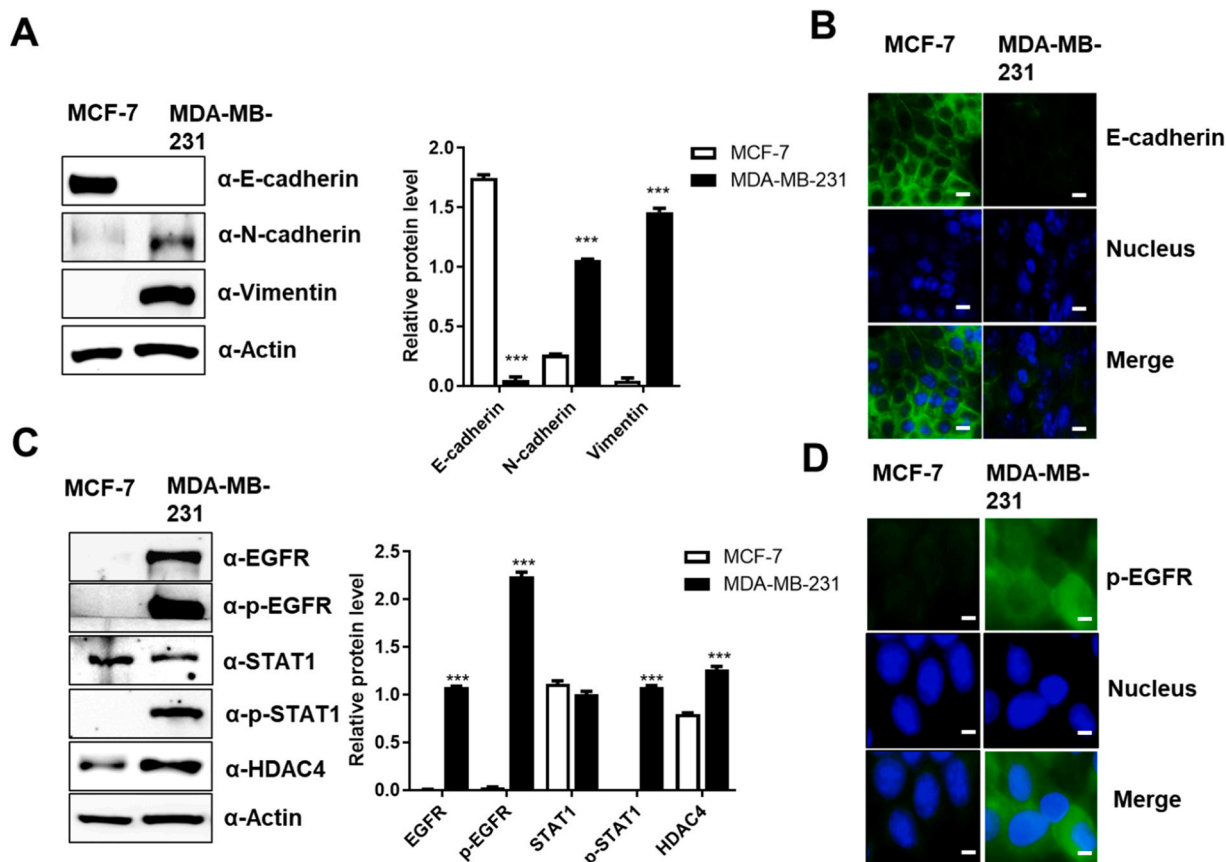 A
MCF-7
MDA-MB-
231
α-E-cadherin
α-N-cadherin
α-Vimentin
α-Actin
Relative protein level
2.0
1.5
1.0
0.5
0.0
MCF-7
MDA-MB-231
***
***
***
E-cadherin
N-cadherin
Vimentin
B
MCF-7
MDA-MB-
231
E-cadherin
Nucleus
Merge
C
MCF-7
MDA-MB-
231
α-EGFR
α-p-EGFR
α-STAT1
α-p-STAT1
α-HDAC4
α-Actin
Relative protein level
2.5
2.0
1.5
1.0
0.5
0.0
MCF-7
MDA-MB-231
***
***
***
***
EGFR
p-EGFR
STAT1
p-STAT1
HDAC4
D
MCF-7
MDA-MB-
231
p-EGFR
Nucleus
Merge